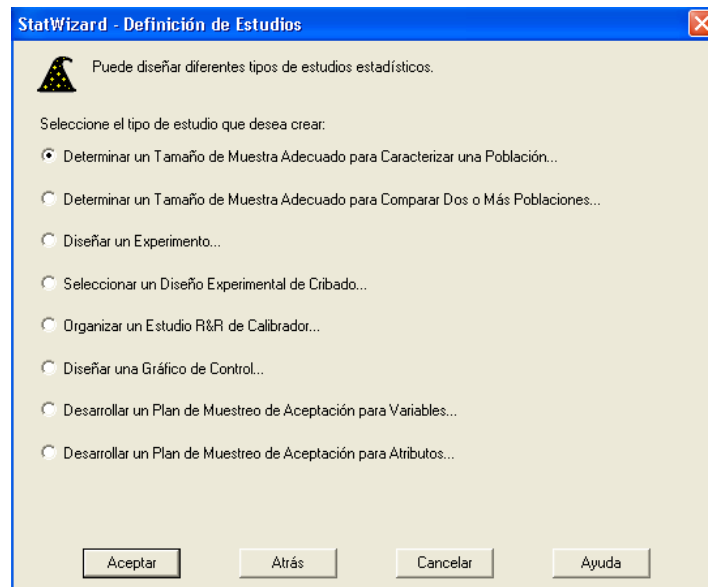 StatWizard - Definición de Estudios
Puede diseñar diferentes tipos de estudios estadísticos.
Seleccione el tipo de estudio que desea crear:
Determinar un Tamaño de Muestra Adecuado para Caracterizar una Población...
Determinar un Tamaño de Muestra Adecuado para Comparar Dos o Más Poblaciones...
Diseñar un Experimento...
Seleccionar un Diseño Experimental de Cribado...
Organizar un Estudio R&R de Calibrador...
Diseñar una Gráfico de Control...
Desarrollar un Plan de Muestreo de Aceptación para Variables...
Desarrollar un Plan de Muestreo de Aceptación para Atributos...
Aceptar Atrás Cancelar Ayuda